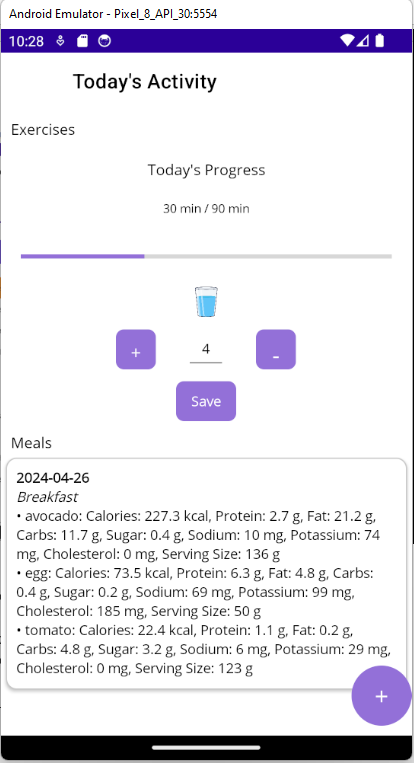 Android Emulator - Pixel_8_API_30:5554
10:28
Today's Activity
Exercises
Today's Progress
30 min / 90 min
+
4
-
Save
Meals
2024-04-26
Breakfast
• avocado: Calories: 227.3 kcal, Protein: 2.7 g, Fat: 21.2 g,
Carbs: 11.7 g, Sugar: 0.4 g, Sodium: 10 mg, Potassium: 74
mg, Cholesterol: 0 mg, Serving Size: 136 g
• egg: Calories: 73.5 kcal, Protein: 6.3 g, Fat: 4.8 g, Carbs:
0.4 g, Sugar: 0.2 g, Sodium: 69 mg, Potassium: 99 mg,
Cholesterol: 185 mg, Serving Size: 50 g
• tomato: Calories: 22.4 kcal, Protein: 1.1 g, Fat: 0.2 g,
Carbs: 4.8 g, Sugar: 3.2 g, Sodium: 6 mg, Potassium: 29 mg,
Cholesterol: 0 mg, Serving Size: 123 g
+